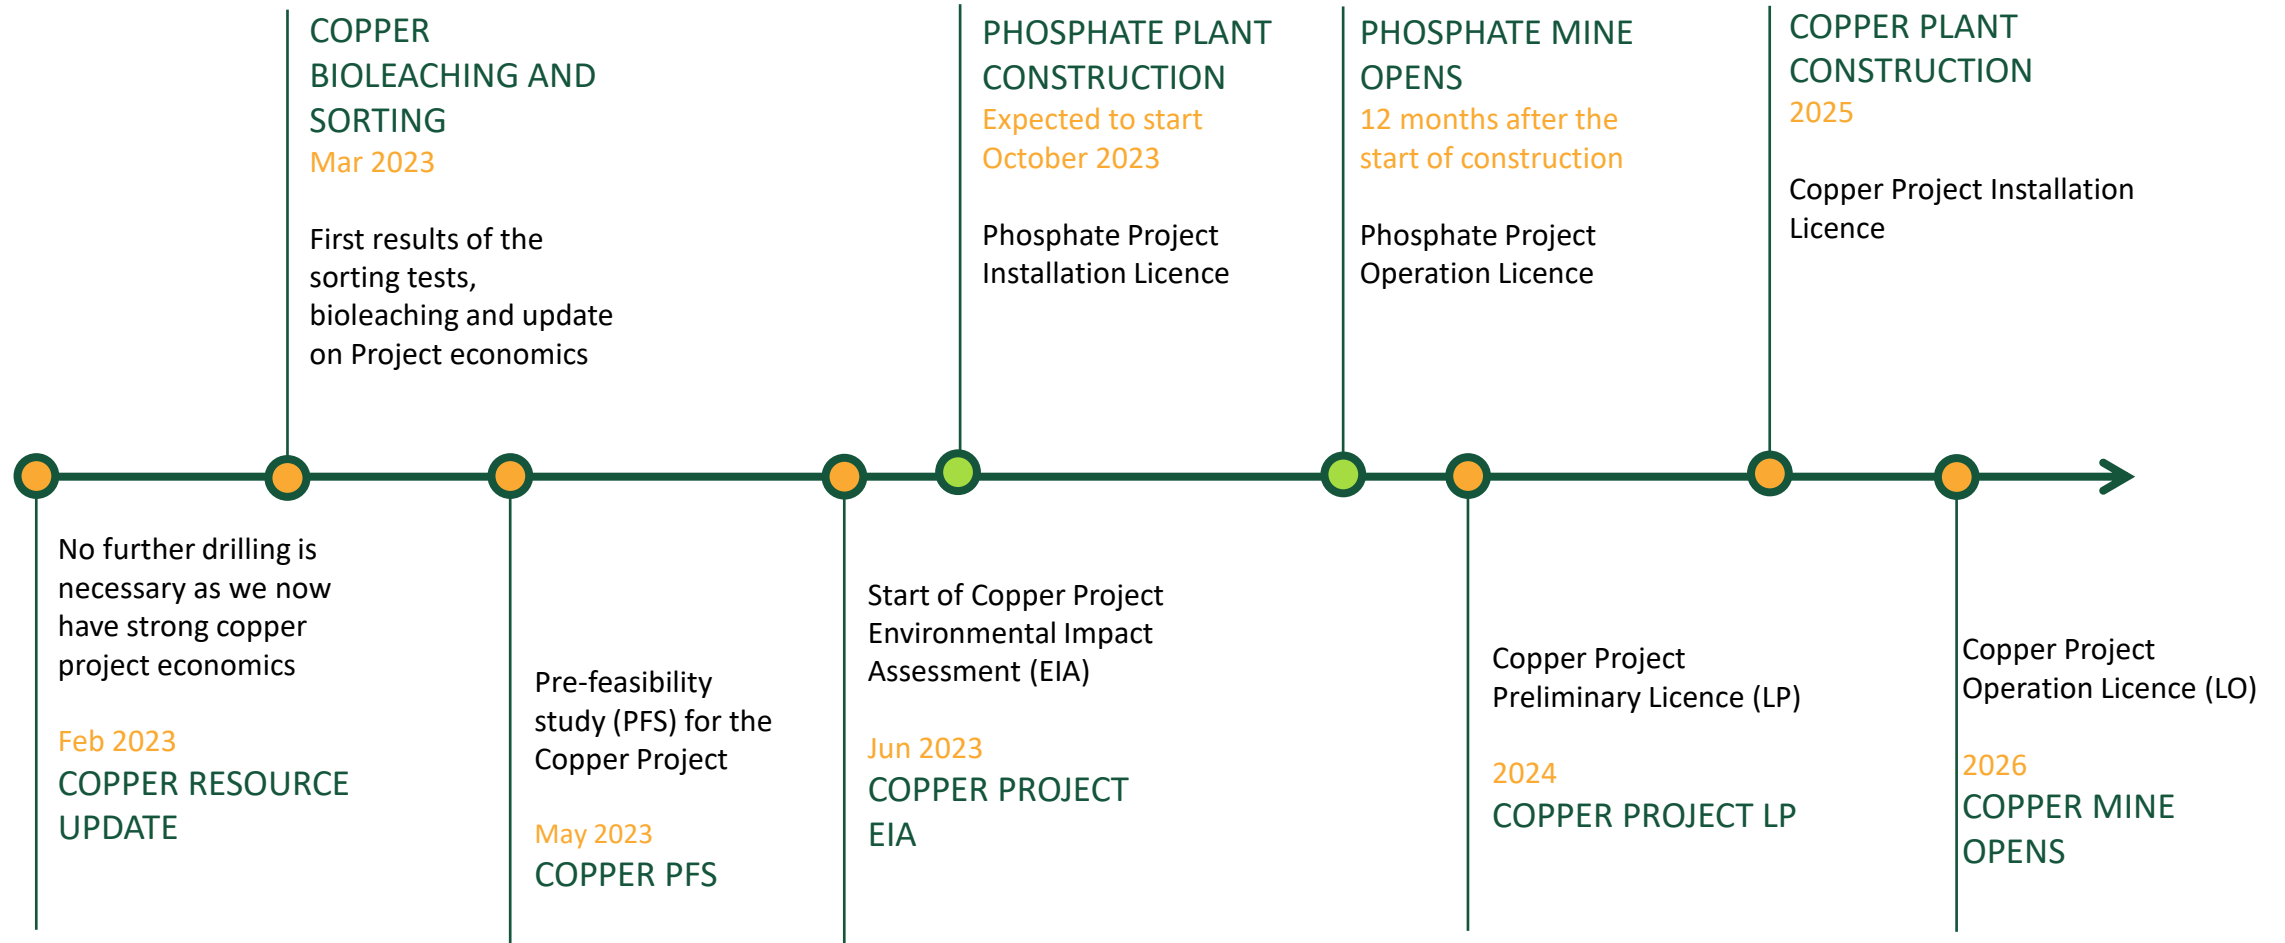 COPPER
BIOLEACHING AND
SORTING
Mar 2023
First results of the
sorting tests,
bioleaching and update
on Project economics
PHOSPHATE PLANT
CONSTRUCTION
Expected to start
October 2023
Phosphate Project
Installation Licence
PHOSPHATE MINE
OPENS
12 months after the
start of construction
Phosphate Project
Operation Licence
COPPER PLANT
CONSTRUCTION
2025
Copper Project Installation
Licence
No further drilling is
necessary as we now
have strong copper
project economics
Feb 2023
COPPER RESOURCE
UPDATE
Pre-feasibility
study (PFS) for the
Copper Project
May 2023
COPPER PFS
Start of Copper Project
Environmental Impact
Assessment (EIA)
Jun 2023
COPPER PROJECT
EIA
Copper Project
Preliminary Licence (LP)
2024
COPPER PROJECT LP
Copper Project
Operation Licence (LO)
2026
COPPER MINE
OPENS